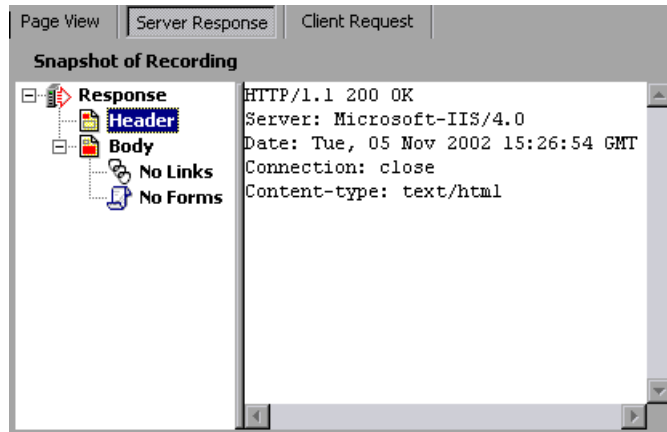 Page View
Server Response
Client Request
Snapshot of Recording
Response
Header
Body
No Links
No Forms
HTTP/1.1 200 OK
Server: Microsoft-IIS/4.0
Date: Tue, 05 Nov 2002 15:26:54 GMT
Connection: close
Content-type: text/html